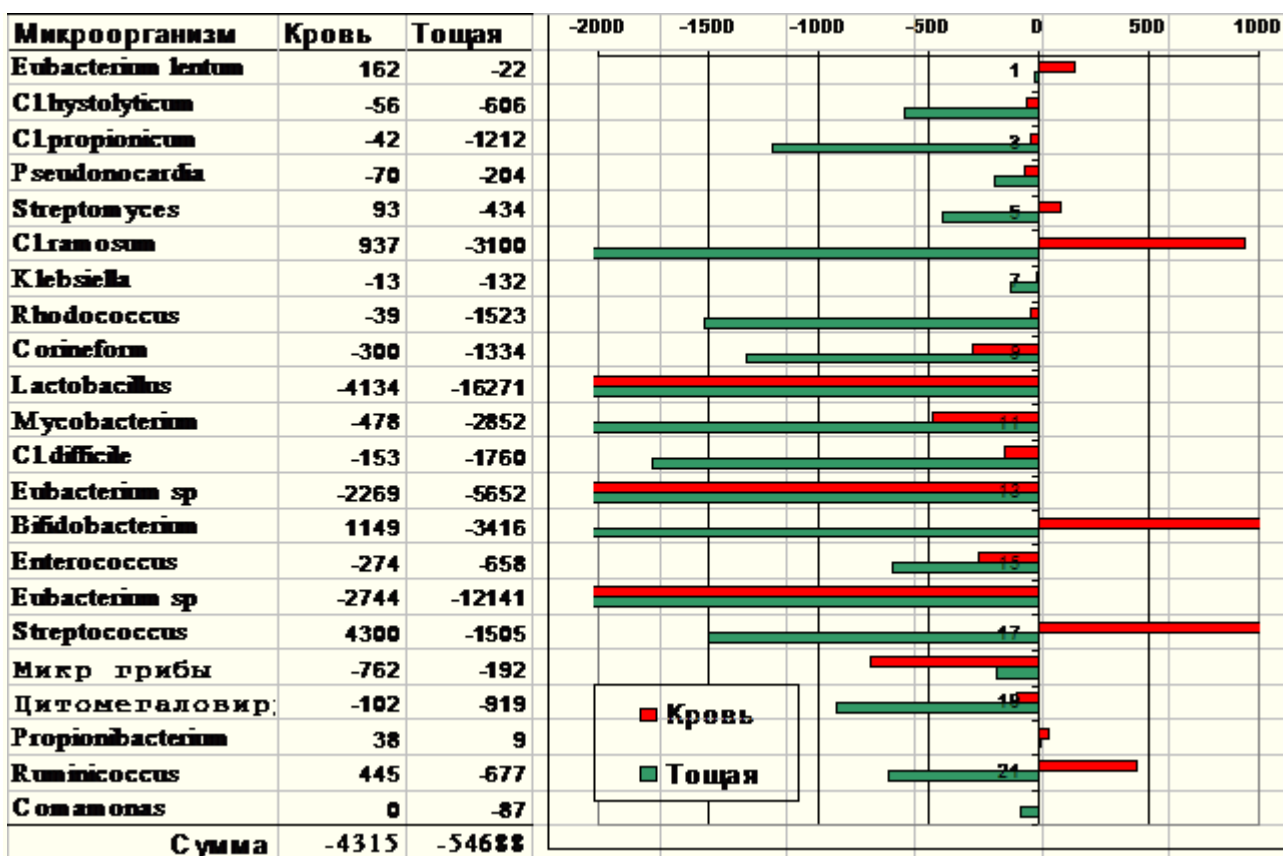 Микроорганизм Кровь Тощая -2000 -1500 -1000 -500 0 500 1000
Eubacterium lentum 162 -22 1
Cl hystolyticum -56 -606
Cl propionicum -42 -1212 3
Pseudonocardia -70 -204
Streptomyces 93 -434 5
Cl ramosum 937 -3100
Klebsiella -13 -132 7
Rhodococcus -39 -1523
Corineform -300 -1334 9
Lactobacillus -4134 -16271
Mycobacterium -478 -2852 11
Cl difficile -153 -1760
Eubacterium sp -2269 -5652 13
Bifidobacterium 1149 -3416
Enterococcus -274 -658 15
Eubacterium sp -2744 -12141
Streptococcus 4300 -1505 17
Микр грибы -762 -192
Цитомегаловир -102 -919 19
Кровь
Propionibacterium 38 9
Ruminicoccus 445 -677 21
Тощая
Comamonas 0 -87
Сумма -4315 -54688